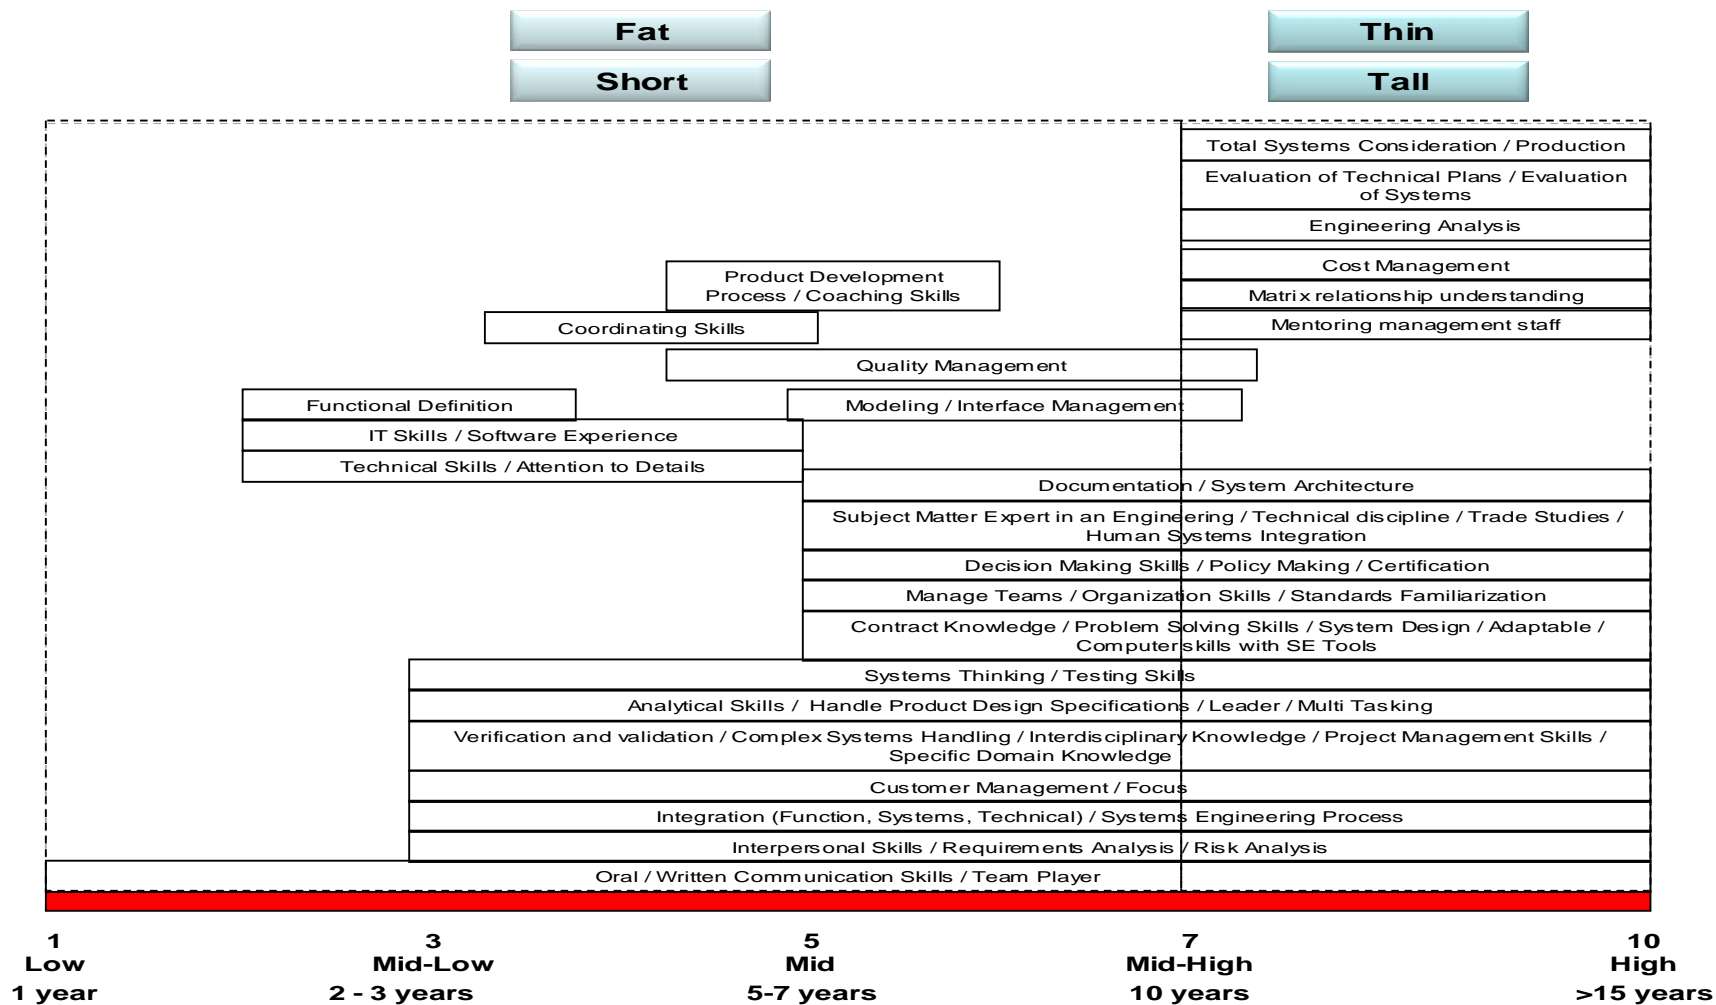 Fat
Thin
Short
Tall
Total Systems Consideration / Production
Evaluation of Technical Plans / Evaluation
of Systems
Engineering Analysis
Cost Management
Product Development
Process / Coaching Skills
Matrix relationship understanding
Coordinating Skills
Mentoring management staff
Quality Management
Functional Definition
Modeling / Interface Management
IT Skills / Software Experience
Technical Skills / Attention to Details
Documentation / System Architecture
Subject Matter Expert in an Engineering / Technical discipline / Trade Studies /
Human Systems Integration
Decision Making Skills / Policy Making / Certification
Manage Teams / Organization Skills / Standards Familiarization
Contract Knowledge / Problem Solving Skills / System Design / Adaptable /
Computer skills with SE Tools
Systems Thinking / Testing Skills
Analytical Skills / Handle Product Design Specifications / Leader / Multi Tasking
Verification and validation / Complex Systems Handling / Interdisciplinary Knowledge / Project Management Skills /
Specific Domain Knowledge
Customer Management / Focus
Integration (Function, Systems, Technical) / Systems Engineering Process
Interpersonal Skills / Requirements Analysis / Risk Analysis
Oral / Written Communication Skills / Team Player
1 3 5 7 10
Low Mid-Low Mid Mid-High High
1 year 2 - 3 years 5-7 years 10 years >15 years